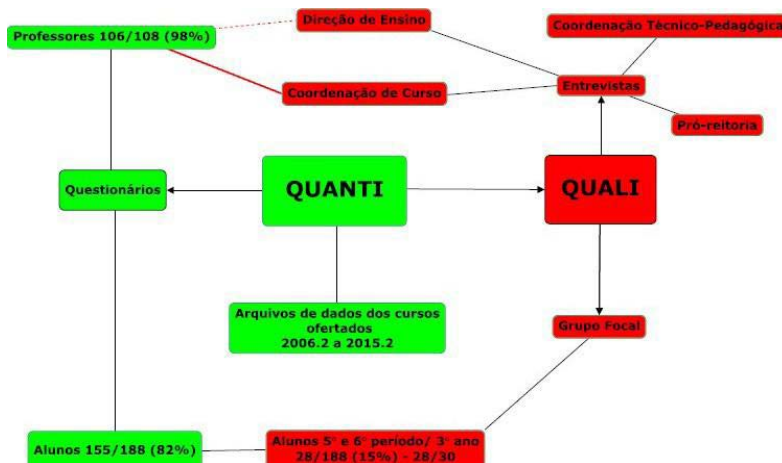 Direção de Ensino
Coordenação Técnico-Pedagógica
Professores 106/108 (98%)
Coordenação de Curso
Entrevistas
Pró-reitoria
Questionários
QUANTI
QUALI
Arquivos de dados dos cursos
ofertados
2006.2 a 2015.2
Grupo Focal
Alunos 155/188 (82%)
Alunos 5° e 6° período/ 3° ano
28/188 (15%) - 28/30